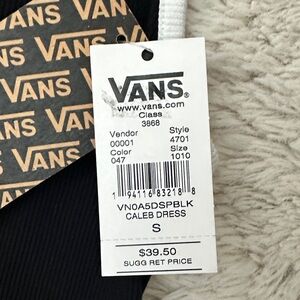 VANS VANS
VANS
VANS
VANS
VANS
VANS
VANS®
www.vans.com
Class
3868
Vendor Style
00001 4701
Color Size
047 1010
1 94116 83218 8
VN0A5DSPBLK
CALEB DRESS
S
$39.50
SUGG RET PRICE